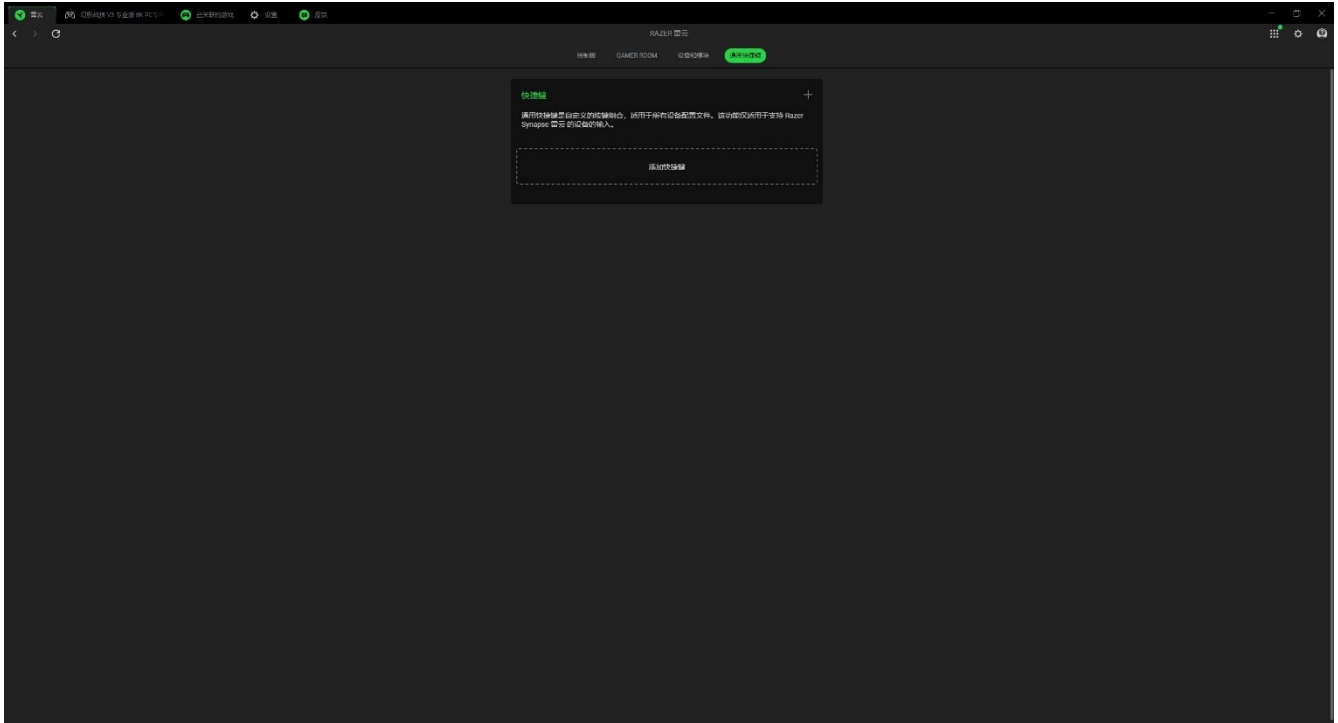 雷云
幻影战狼 V3 专业版 8K PC
已关联的游戏
设置
反馈
RAZER 雷云
控制板
GAMER ROOM
设备和模块
通用快捷键
快捷键
通用快捷键是自定义的按键组合，适用于所有设备配置文件。该功能仅适用于支持 Razer
Synapse 雷云 的设备的输入。
添加快捷键